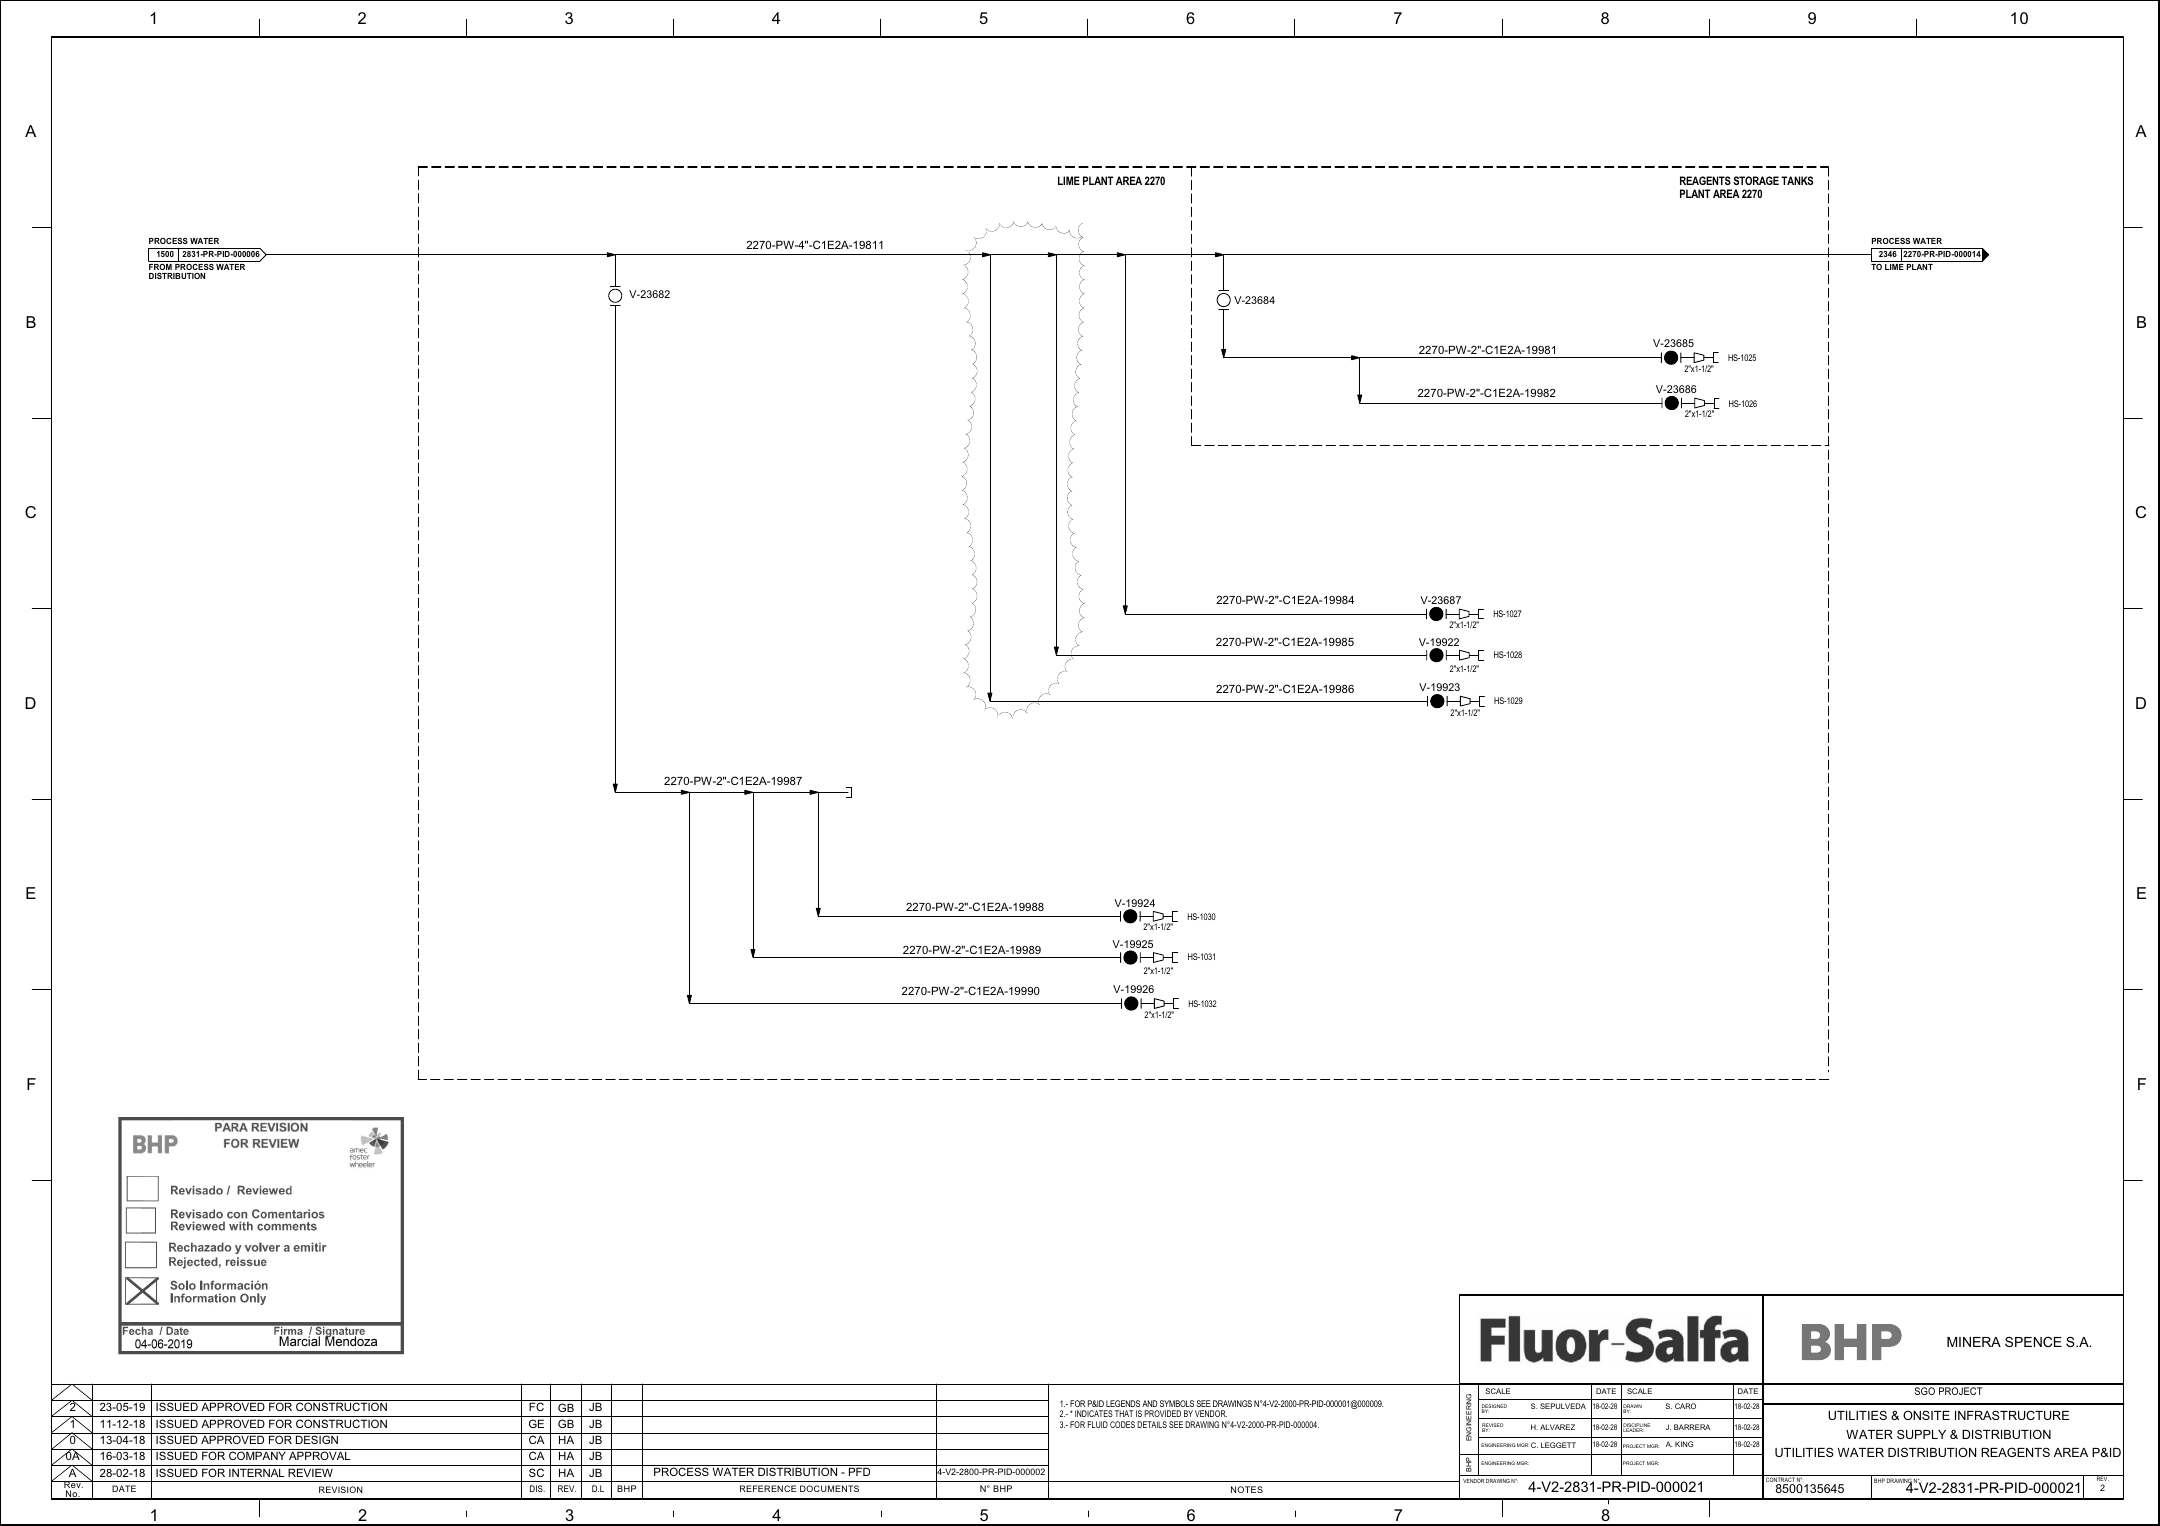 1 2 3 4 5 6 7 8 9 10
A A
LIME PLANT AREA 2270
REAGENTS STORAGE TANKS
PLANT AREA 2270
PROCESS WATER
1500 2831-PR-PID-000006
FROM PROCESS WATER
DISTRIBUTION
2270-PW-4"-C1E2A-19811
PROCESS WATER
2346 2270-PR-PID-000014
TO LIME PLANT
V-23682
V-23684
B B
2270-PW-2"-C1E2A-19981
V-23685
HS-1025
2"x1-1/2"
2270-PW-2"-C1E2A-19982
V-23686
HS-1026
2"x1-1/2"
C C
2270-PW-2"-C1E2A-19984
V-23687
HS-1027
2"x1-1/2"
2270-PW-2"-C1E2A-19985
V-19922
HS-1028
2"x1-1/2"
2270-PW-2"-C1E2A-19986
V-19923
HS-1029
2"x1-1/2"
D D
2270-PW-2"-C1E2A-19987
E E
2270-PW-2"-C1E2A-19988
V-19924
HS-1030
2"x1-1/2"
2270-PW-2"-C1E2A-19989
V-19925
HS-1031
2"x1-1/2"
2270-PW-2"-C1E2A-19990
V-19926
HS-1032
2"x1-1/2"
F F
BHP
PARA REVISION
FOR REVIEW
amec
foster
wheeler
Revisado / Reviewed
Revisado con Comentarios
Reviewed with comments
Rechazado y volver a emitir
Rejected, reissue
Solo Información
Information Only
Fecha / Date Firma / Signature
04-06-2019 Marcial Mendoza
2 23-05-19 ISSUED APPROVED FOR CONSTRUCTION FC GB JB
1 11-12-18 ISSUED APPROVED FOR CONSTRUCTION GE GB JB
0 13-04-18 ISSUED APPROVED FOR DESIGN CA HA JB
0A 16-03-18 ISSUED FOR COMPANY APPROVAL CA HA JB
A 28-02-18 ISSUED FOR INTERNAL REVIEW SC HA JB PROCESS WATER DISTRIBUTION - PFD 4-V2-2800-PR-PID-000002
Rev. No. DATE REVISION DIS. REV. D.L BHP REFERENCE DOCUMENTS N° BHP NOTES
1.- FOR P&ID LEGENDS AND SYMBOLS SEE DRAWINGS N°4-V2-2000-PR-PID-000001@000009.
2.- * INDICATES THAT IS PROVIDED BY VENDOR.
3.- FOR FLUID CODES DETAILS SEE DRAWING N°4-V2-2000-PR-PID-000004.
Fluor-Salfa
BHP
MINERA SPENCE S.A.
ENGINEERING
SCALE DATE SCALE DATE
DESIGNED BY: S. SEPULVEDA 18-02-28 DRAWN BY: S. CARO 18-02-28
REVISED BY: H. ALVAREZ 18-02-28 DISCIPLINE LEADER: J. BARRERA 18-02-28
ENGINEERING MGR: C. LEGGETT 18-02-28 PROJECT MGR: A. KING 18-02-28
BHP
ENGINEERING MGR: PROJECT MGR:
SGO PROJECT
UTILITIES & ONSITE INFRASTRUCTURE
WATER SUPPLY & DISTRIBUTION
UTILITIES WATER DISTRIBUTION REAGENTS AREA P&ID
VENDOR DRAWING N°: 4-V2-2831-PR-PID-000021
CONTRACT N°: 8500135645
BHP DRAWING N°: 4-V2-2831-PR-PID-000021
REV. 2
1 2 3 4 5 6 7 8